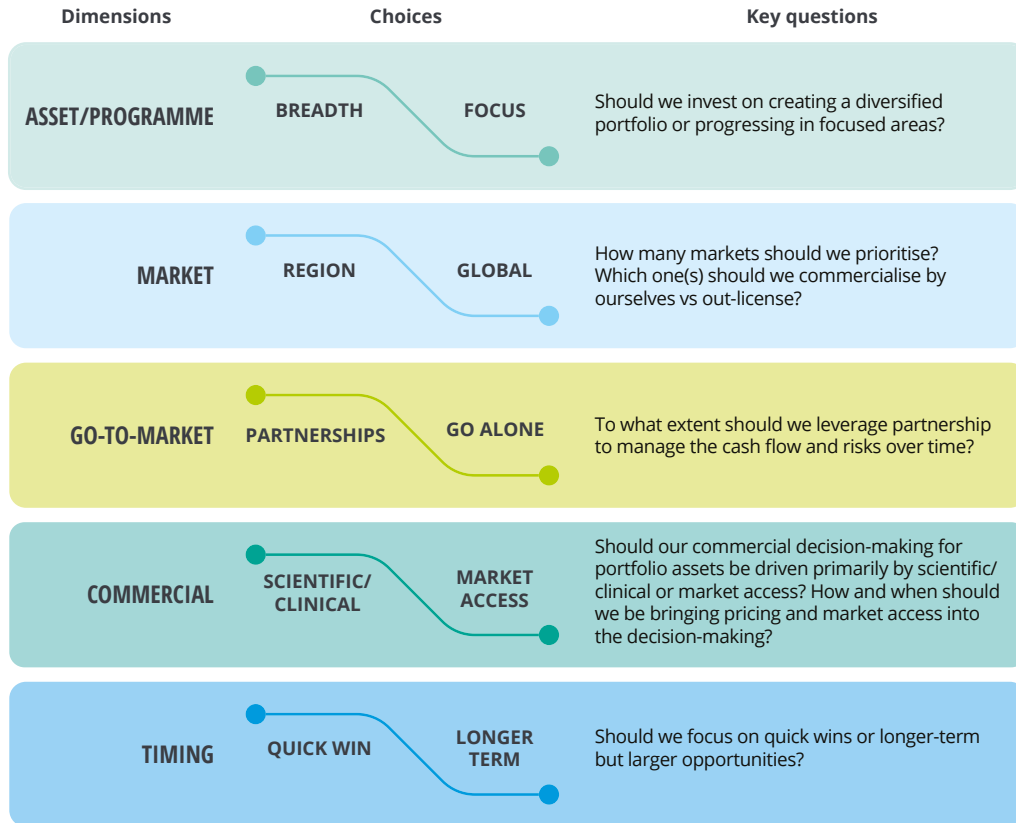 Dimensions
Choices
Key questions
ASSET/PROGRAMME
BREADTH
FOCUS
Should we invest on creating a diversified
portfolio or progressing in focused areas?
MARKET
REGION
GLOBAL
How many markets should we prioritise?
Which one(s) should we commercialise by
ourselves vs out-license?
GO-TO-MARKET
PARTNERSHIPS
GO ALONE
To what extent should we leverage partnership
to manage the cash flow and risks over time?
COMMERCIAL
SCIENTIFIC/
CLINICAL
MARKET
ACCESS
Should our commercial decision-making for
portfolio assets be driven primarily by scientific/
clinical or market access? How and when should
we be bringing pricing and market access into
the decision-making?
TIMING
QUICK WIN
LONGER
TERM
Should we focus on quick wins or longer-term
but larger opportunities?